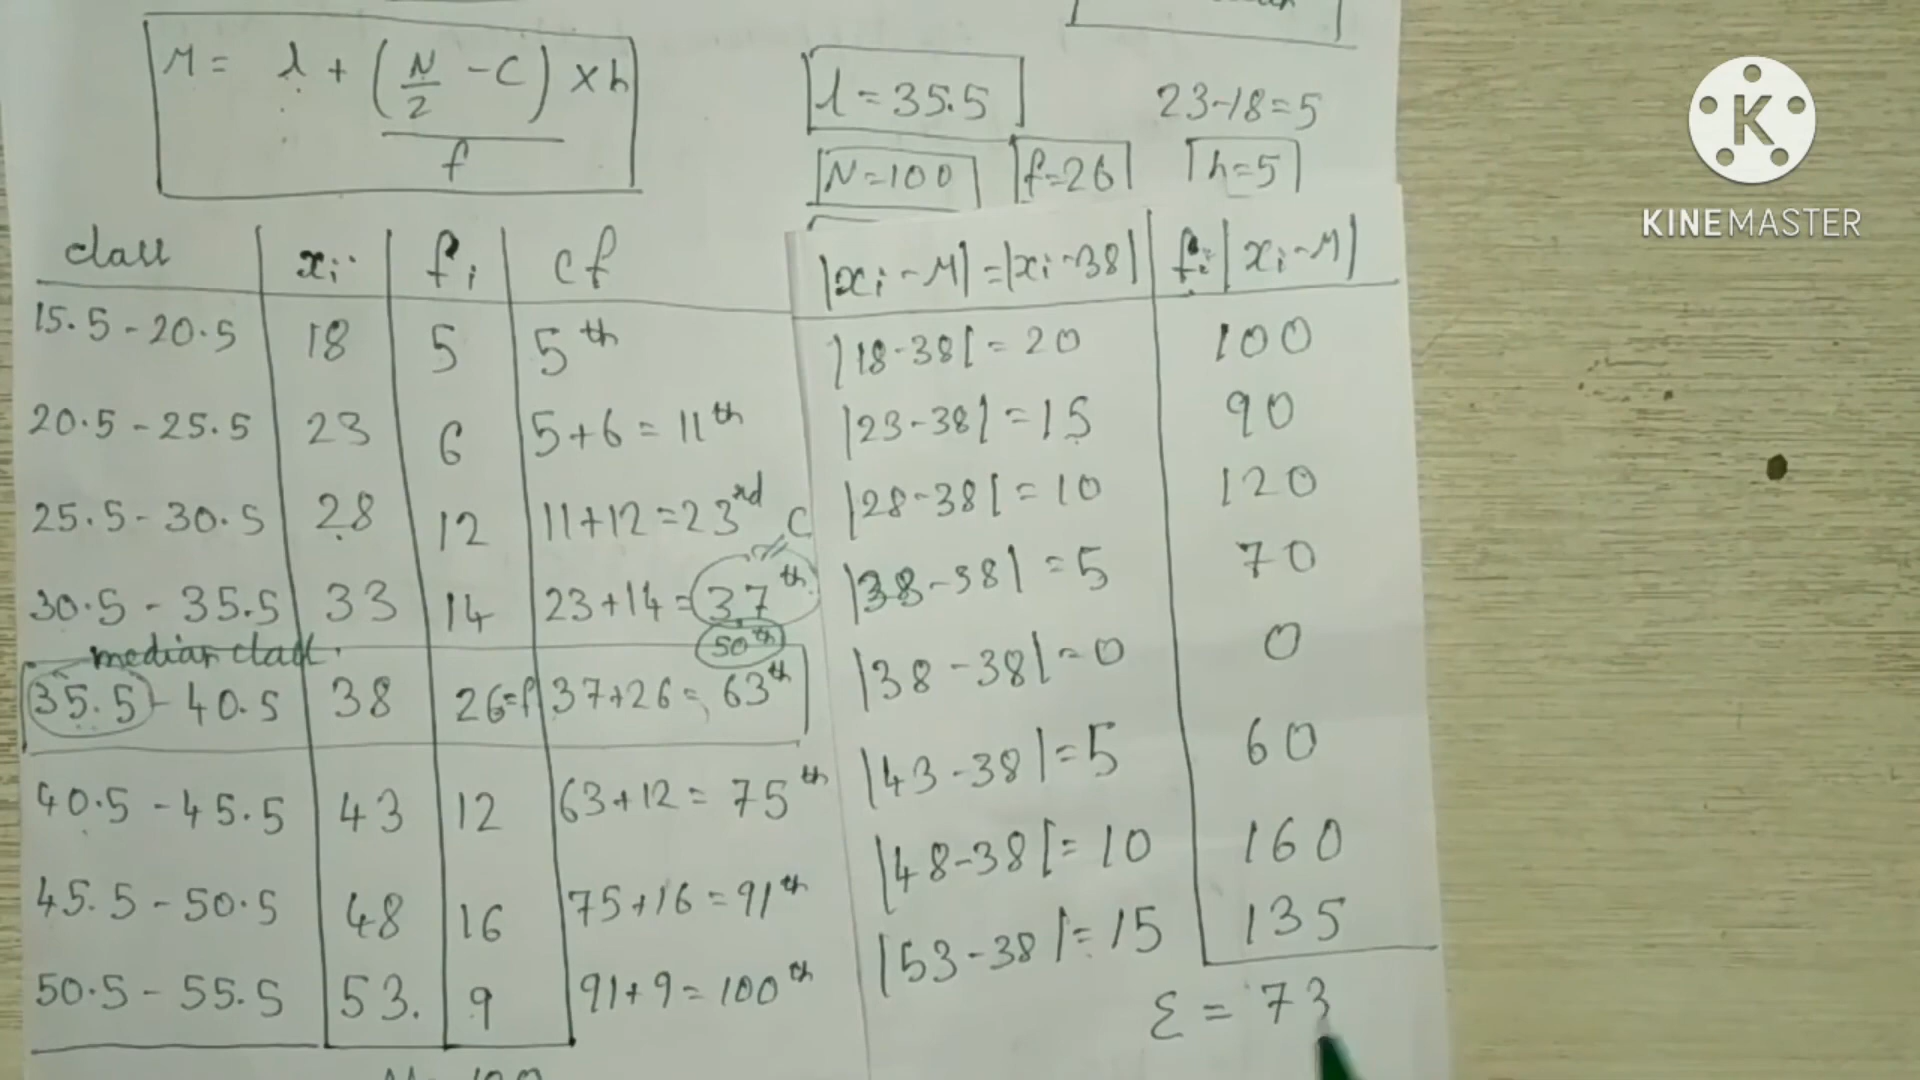 M = l + (N/2 - C) × h
f
l = 35.5
23-18=5
N=100
f=26
h=5
class | xi | fi | cf | |xi - M| = |xi - 38| | fi |xi - M|
15.5 - 20.5 | 18 | 5 | 5th | |18-38| = 20 | 100
20.5 - 25.5 | 23 | 6 | 5+6 = 11th | |23-38| = 15 | 90
25.5 - 30.5 | 28 | 12 | 11+12=23rd | |28-38| = 10 | 120
C
30.5 - 35.5 | 33 | 14 | 23+14 = 37th | |38-38| = 5 | 70
median class
50th
35.5 - 40.5 | 38 | 26=f | 37+26= 63th | |38-38| = 0 | 0
40.5 - 45.5 | 43 | 12 | 63+12= 75th | |43-38| = 5 | 60
45.5 - 50.5 | 48 | 16 | 75+16=91th | |48-38| = 10 | 160
50.5 - 55.5 | 53. | 9 | 91+9=100th | |53-38| = 15 | 135
Σ = 73
K
KINEMASTER